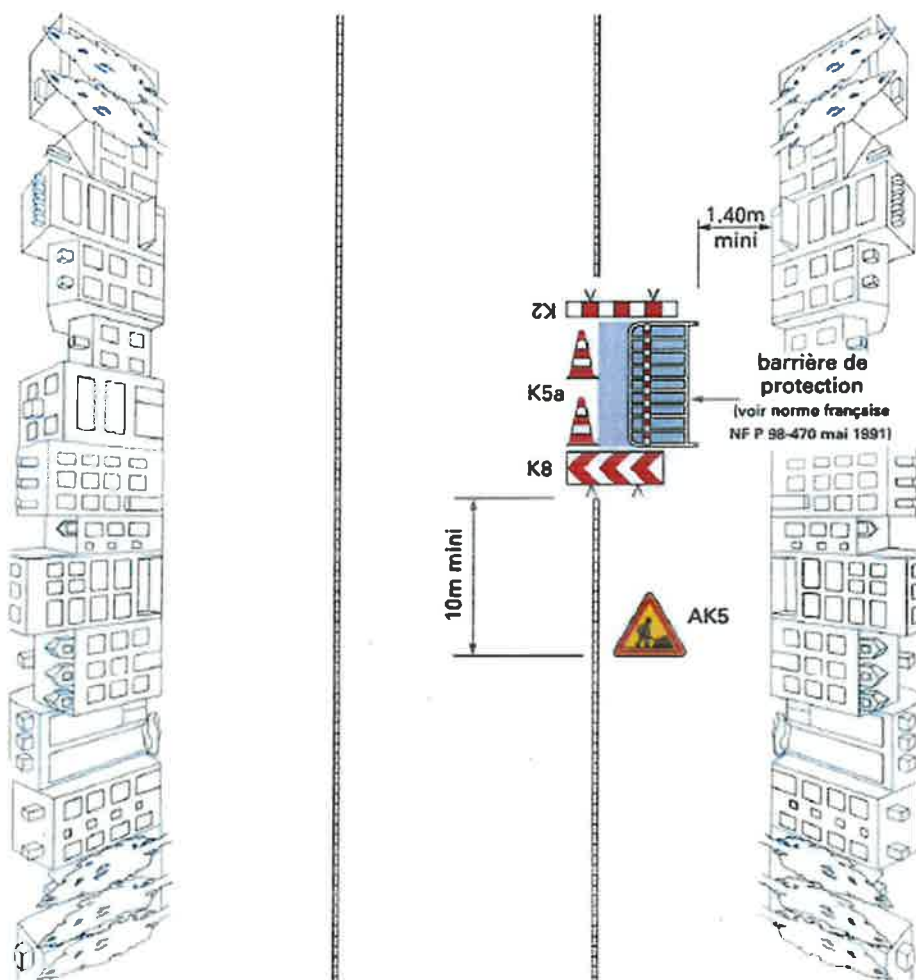 1.40m
mini
K2
barrière de
protection
(voir norme française
NF P 98-470 mai 1991)
K5a
K8
10m mini
AK5